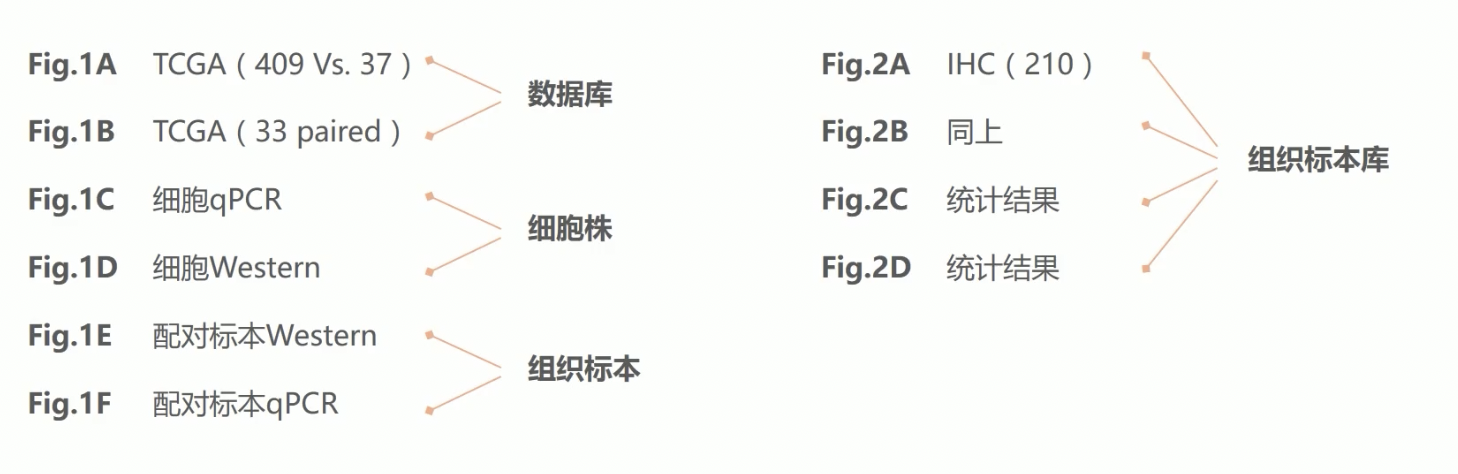 Fig.1A TCGA（409 Vs. 37）
Fig.1B TCGA（33 paired）
数据库
Fig.1C 细胞qPCR
Fig.1D 细胞Western
细胞株
Fig.1E 配对标本Western
Fig.1F 配对标本qPCR
组织标本
Fig.2A IHC（210）
Fig.2B 同上
Fig.2C 统计结果
Fig.2D 统计结果
组织标本库